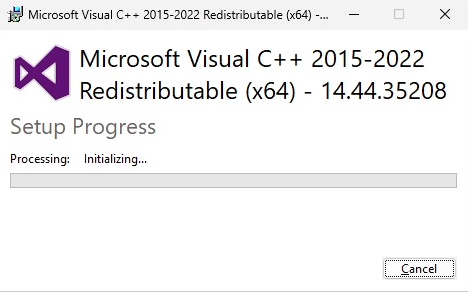 Microsoft Visual C++ 2015-2022 Redistributable (x64) -...
Microsoft Visual C++ 2015-2022
Redistributable (x64) - 14.44.35208
Setup Progress
Processing: Initializing...
Cancel